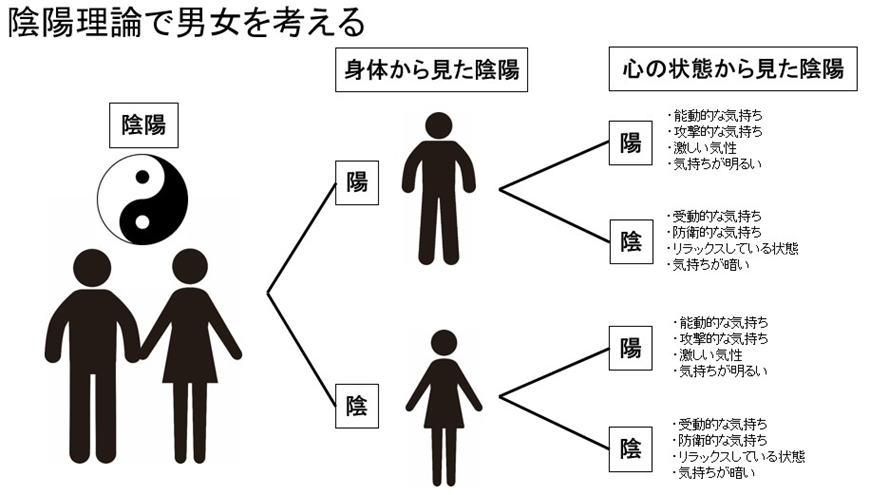 陰陽理論で男女を考える
身体から見た陰陽
心の状態から見た陰陽
陰陽
陽
陽
・能動的な気持ち
・攻撃的な気持ち
・激しい気性
・気持ちが明るい
陰
・受動的な気持ち
・防衛的な気持ち
・リラックスしている状態
・気持ちが暗い
陰
陽
・能動的な気持ち
・攻撃的な気持ち
・激しい気性
・気持ちが明るい
陰
・受動的な気持ち
・防衛的な気持ち
・リラックスしている状態
・気持ちが暗い